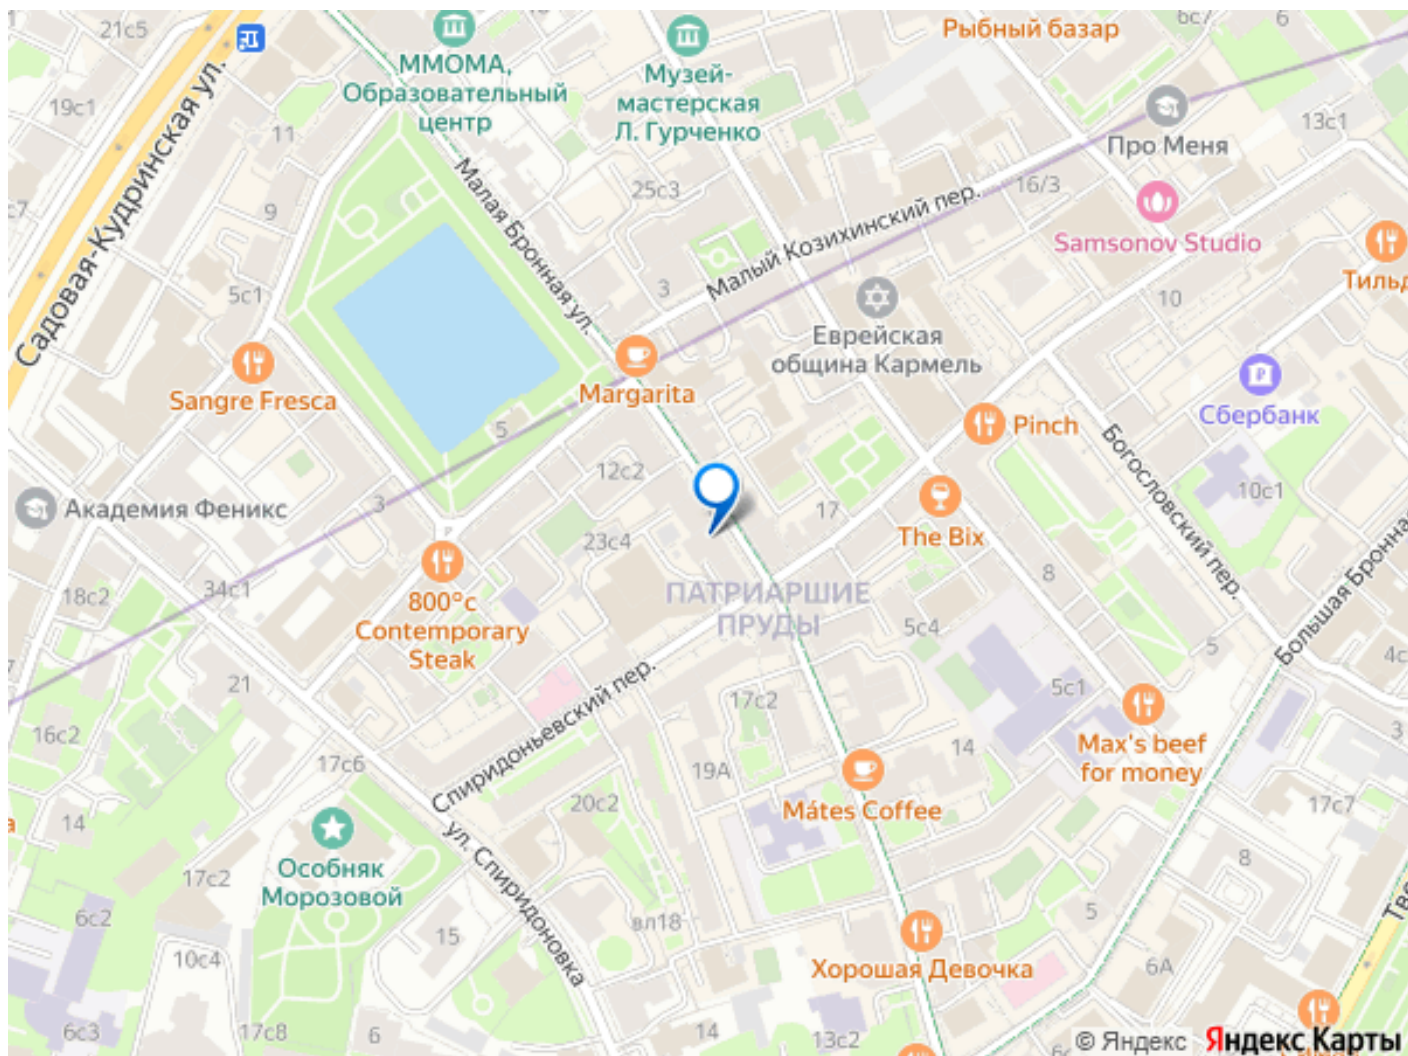 21с5
6с7
6
Рыбный базар
ММОМА,
Образовательный
центр
Музей-
мастерская
Л. Гурченко
19с1
11
13с1
Про Меня
Садовая-Кудринская ул.
Малая Бронная ул.
25с3
16/3
Малый Козихинский пер.
9
Samsonov Studio
5с1
3
10
Еврейская
община Кармель
Sangre Fresca
Margarita
Сбербанк
5
Pinch
Богословский пер.
12с2
10с1
3
Академия Феникс
17
The Bix
Большая Бронная
23с4
8
34с1
18с2
800°с
Contemporary
Steak
ПАТРИАРШИЕ
ПРУДЫ
5с4
5
4с
21
Спиридоньевский пер.
17с2
5с1
16с2
3
17с6
19А
14
Max's beef
for money
20с2
Mátes Coffee
17с7
14
ул. Спиридоновка
8
Особняк
Морозовой
17с2
6с2
вл18
5
15
10с4
Хорошая Девочка
6А
6с3
17с8
6
14
13с2
6с
© Яндекс
Яндекс Карты